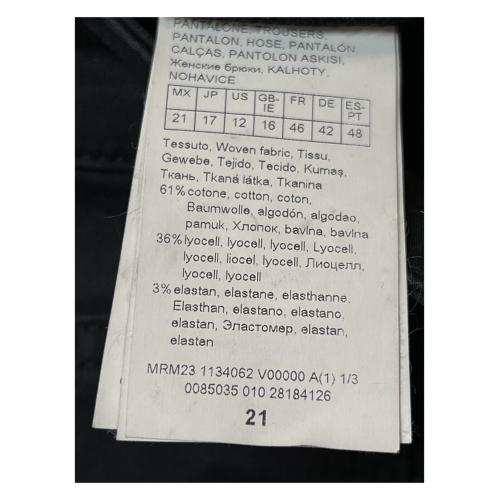 PANTALONE, TROUSERS,
PANTALON, HOSE, PANTALÓN,
CALÇAS, PANTOLON ASKISI,
Женские брюки, KALHOTY,
NOHAVICE
MX JP US GB-IE FR DE ES-PT
21 17 12 16 46 42 48
Tessuto, Woven fabric, Tissu,
Gewebe, Tejido, Tecido, Kumaş,
Ткань, Tkaná látka, Tkanina
61% cotone, cotton, coton,
Baumwolle, algodón, algodao,
pamuk, Хлопок, bavlna, bavlna
36% lyocell, lyocell, lyocell, Lyocell,
lyocell, liocel, lyocell, Лиоцелл,
lyocell, lyocell
3% elastan, elastane, elasthanne,
Elasthan, elastano, elastano,
elastan, Эластомер, elastan,
elastan
MRM23 1134062 V00000 A(1) 1/3
0085035 010 28184126
21